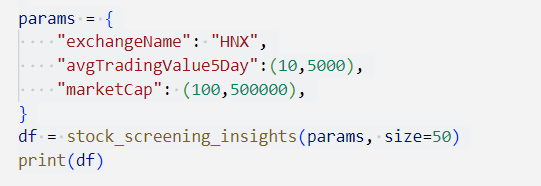 params = {
    "exchangeName": "HNX",
    "avgTradingValue5Day":(10,5000),
    "marketCap": (100,500000),
}
df = stock_screening_insights(params, size=50)
print(df)